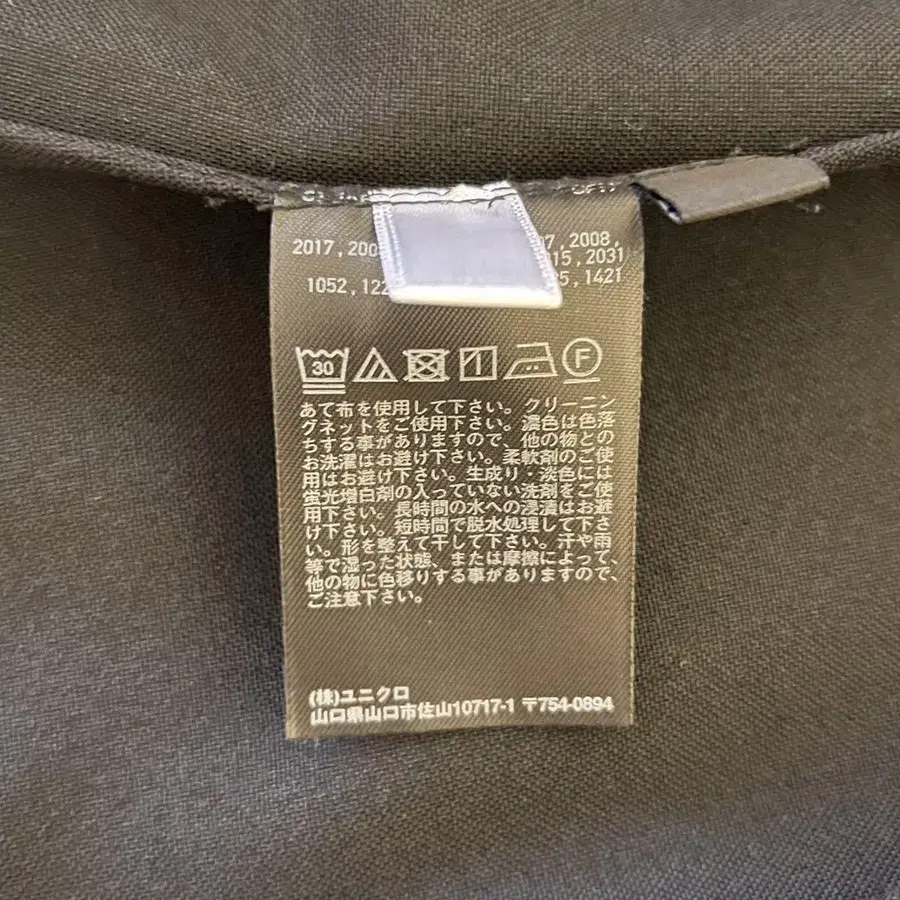 2017, 200
07, 2008,
15, 2031
1052, 122
5, 1421
30
F
あて布を使用して下さい。クリーニン
グネットをご使用下さい。濃色は色落
ちする事がありますので、他の物との
お洗濯はお避け下さい。柔軟剤のご使
用はお避け下さい。生成り・淡色には
蛍光増白剤の入っていない洗剤をご使
用下さい。長時間の水への浸漬はお避
け下さい。短時間で脱水処理して下さ
い。形を整えて干して下さい。汗や雨
等で湿った状態、または摩擦によって、
他の物に色移りする事がありますので、
ご注意下さい。
(株)ユニクロ
山口県山口市佐山10717-1 〒754-0894